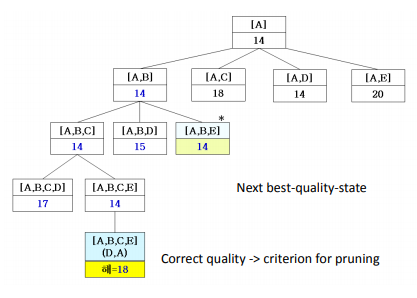 [A]
14
[A,B]
14
[A,C]
18
[A,D]
14
[A,E]
20
*
[A,B,C]
14
[A,B,D]
15
[A,B,E]
14
[A,B,C,D]
17
[A,B,C,E]
14
Next best-quality-state
[A,B,C,E]
(D,A)
해=18
Correct quality -> criterion for pruning